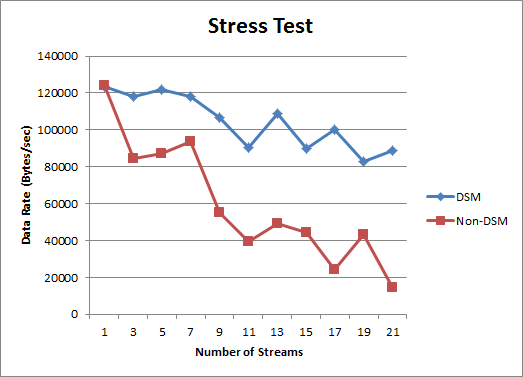 Stress Test
140000
120000
100000
80000
60000
40000
20000
0
Data Rate (Bytes/sec)
1 3 5 7 9 11 13 15 17 19 21
Number of Streams
DSM
Non-DSM